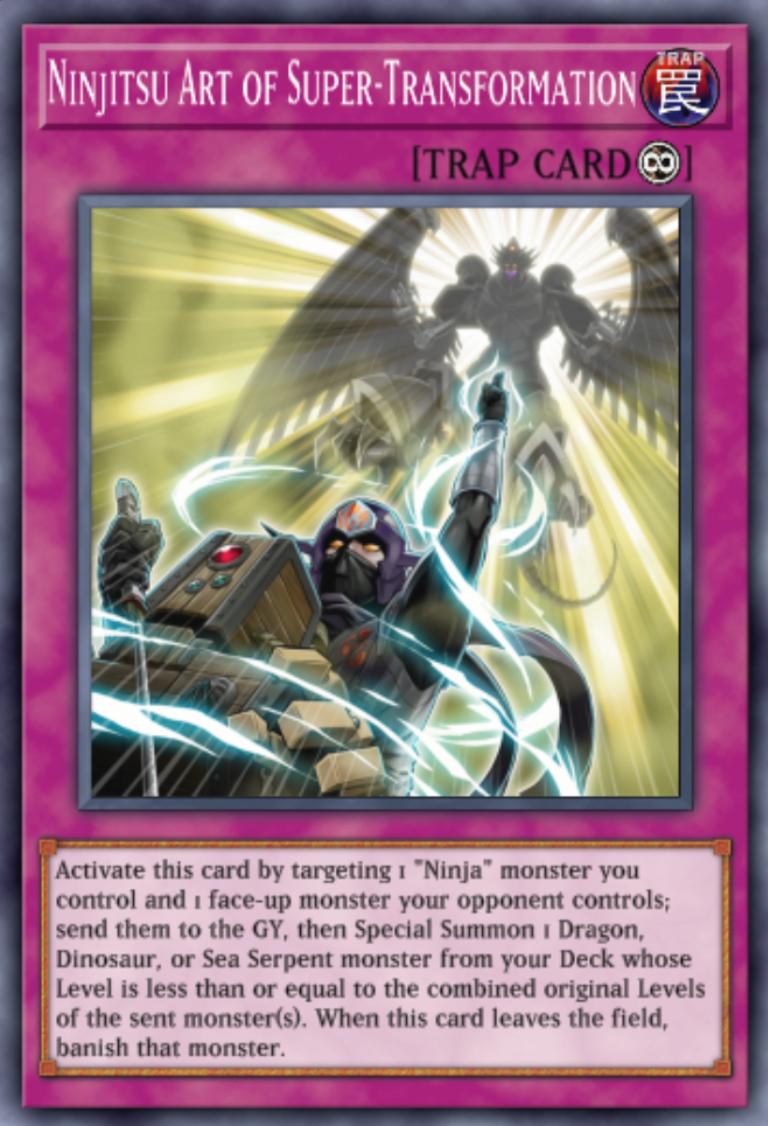 Ninjitsu Art of Super-Transformation
TRAP
罠
[TRAP CARD∞]
Activate this card by targeting 1 "Ninja" monster you
control and 1 face-up monster your opponent controls;
send them to the GY, then Special Summon 1 Dragon,
Dinosaur, or Sea Serpent monster from your Deck whose
Level is less than or equal to the combined original Levels
of the sent monster(s). When this card leaves the field,
banish that monster.